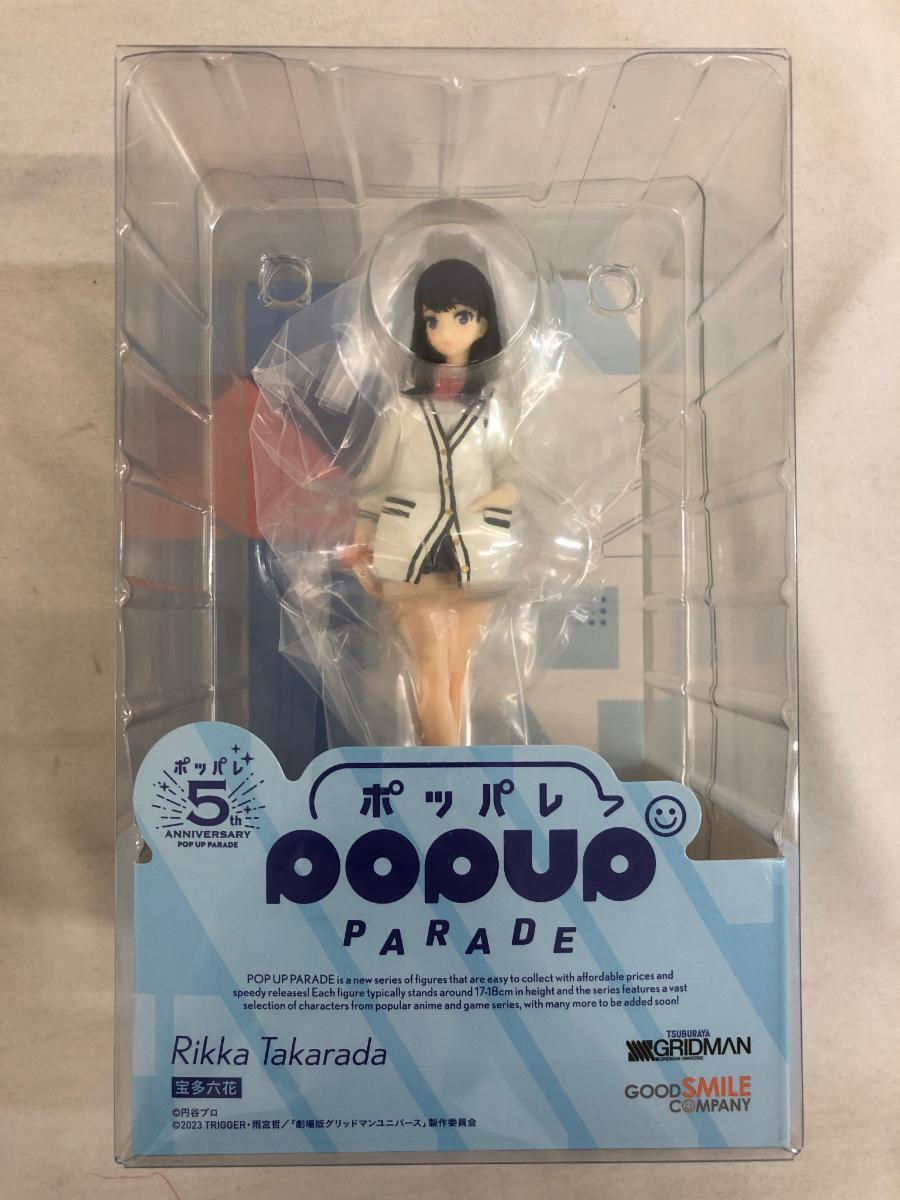 ポッパレ
5th
ANNIVERSARY
POP UP PARADE
ポッパレ
POPUP
PARADE
POP UP PARADE is a new series of figures that are easy to collect with affordable prices and
speedy releases! Each figure typically stands around 17-18cm in height and the series features a vast
selection of characters from popular anime and game series, with many more to be added soon!
Rikka Takarada
宝多六花
TSUBURAYA
GRIDMAN
GRIDMAN UNIVERSE
GOODSMILE
COMPANY
©円谷プロ
©2023 TRIGGER・雨宮哲／「劇場版グリッドマンユニバース」製作委員会